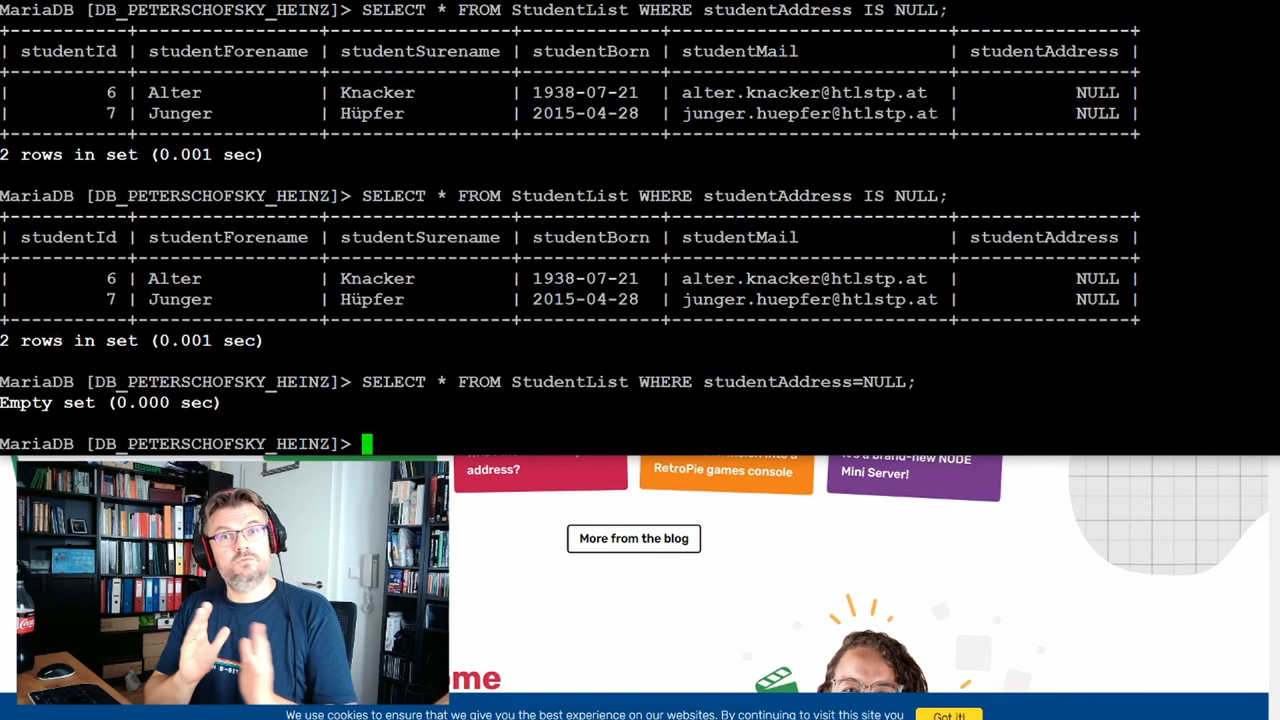 MariaDB [DB_PETERSCHOFSKY_HEINZ]> SELECT * FROM StudentList WHERE studentAddress IS NULL;
| studentId | studentForename | studentSurename | studentBorn | studentMail | studentAddress |
| 6 | Alter | Knacker | 1938-07-21 | alter.knacker@htlstp.at | NULL |
| 7 | Junger | Hüpfer | 2015-04-28 | junger.huepfer@htlstp.at | NULL |
2 rows in set (0.001 sec)
MariaDB [DB_PETERSCHOFSKY_HEINZ]> SELECT * FROM StudentList WHERE studentAddress IS NULL;
| studentId | studentForename | studentSurename | studentBorn | studentMail | studentAddress |
| 6 | Alter | Knacker | 1938-07-21 | alter.knacker@htlstp.at | NULL |
| 7 | Junger | Hüpfer | 2015-04-28 | junger.huepfer@htlstp.at | NULL |
2 rows in set (0.001 sec)
MariaDB [DB_PETERSCHOFSKY_HEINZ]> SELECT * FROM StudentList WHERE studentAddress=NULL;
Empty set (0.000 sec)
MariaDB [DB_PETERSCHOFSKY_HEINZ]>
address?
RetroPie games console
It's a brand-new NODE
Mini Server!
More from the blog
We use cookies to ensure that we give you the best experience on our websites. By continuing to visit this site you
Got it!